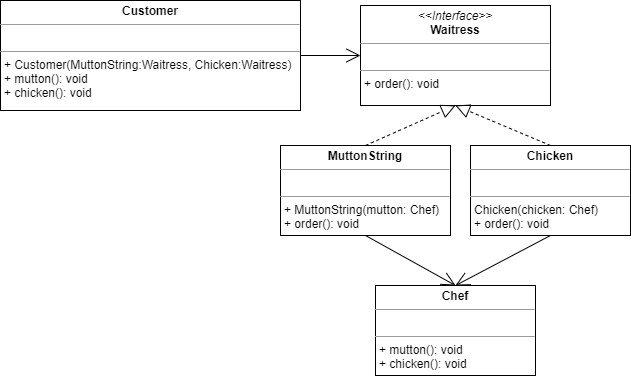 Customer
+ Customer(MuttonString:Waitress, Chicken:Waitress)
+ mutton(): void
+ chicken(): void
<<Interface>>
Waitress
+ order(): void
MuttonString
+ MuttonString(mutton: Chef)
+ order(): void
Chicken
Chicken(chicken: Chef)
+ order(): void
Chef
+ mutton(): void
+ chicken(): void